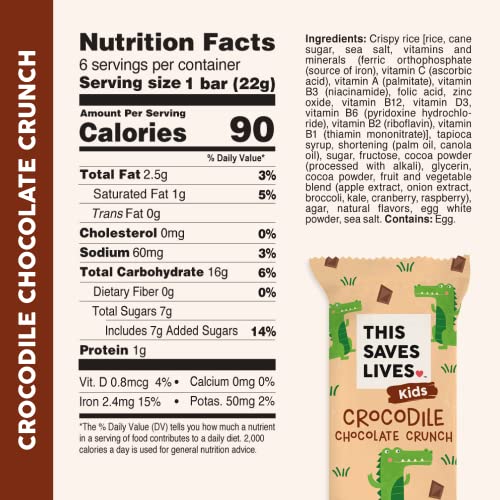 CROCODILE CHOCOLATE CRUNCH
Nutrition Facts
6 servings per container
Serving size 1 bar (22g)
Amount Per Serving
Calories 90
% Daily Value*
Total Fat 2.5g 3%
Saturated Fat 1g 5%
Trans Fat 0g
Cholesterol 0mg 0%
Sodium 60mg 3%
Total Carbohydrate 16g 6%
Dietary Fiber 0g 0%
Total Sugars 7g
Includes 7g Added Sugars 14%
Protein 1g
Vit. D 0.8mcg 4% • Calcium 0mg 0%
Iron 2.4mg 15% • Potas. 50mg 2%
*The % Daily Value (DV) tells you how much a nutrient
in a serving of food contributes to a daily diet. 2,000
calories a day is used for general nutrition advice.
Ingredients: Crispy rice [rice, cane
sugar, sea salt, vitamins and
minerals (ferric orthophosphate
(source of iron), vitamin C (ascorbic
acid), vitamin A (palmitate), vitamin
B3 (niacinamide), folic acid, zinc
oxide, vitamin B12, vitamin D3,
vitamin B6 (pyridoxine hydrochlo-
ride), vitamin B2 (riboflavin), vitamin
B1 (thiamin mononitrate)], tapioca
syrup, shortening (palm oil, canola
oil), sugar, fructose, cocoa powder
(processed with alkali), glycerin,
cocoa powder, fruit and vegetable
blend (apple extract, onion extract,
broccoli, kale, cranberry, raspberry),
agar, natural flavors, egg white
powder, sea salt. Contains: Egg.
THIS
SAVES
LIVES
Kids
CROCODILE
CHOCOLATE CRUNCH